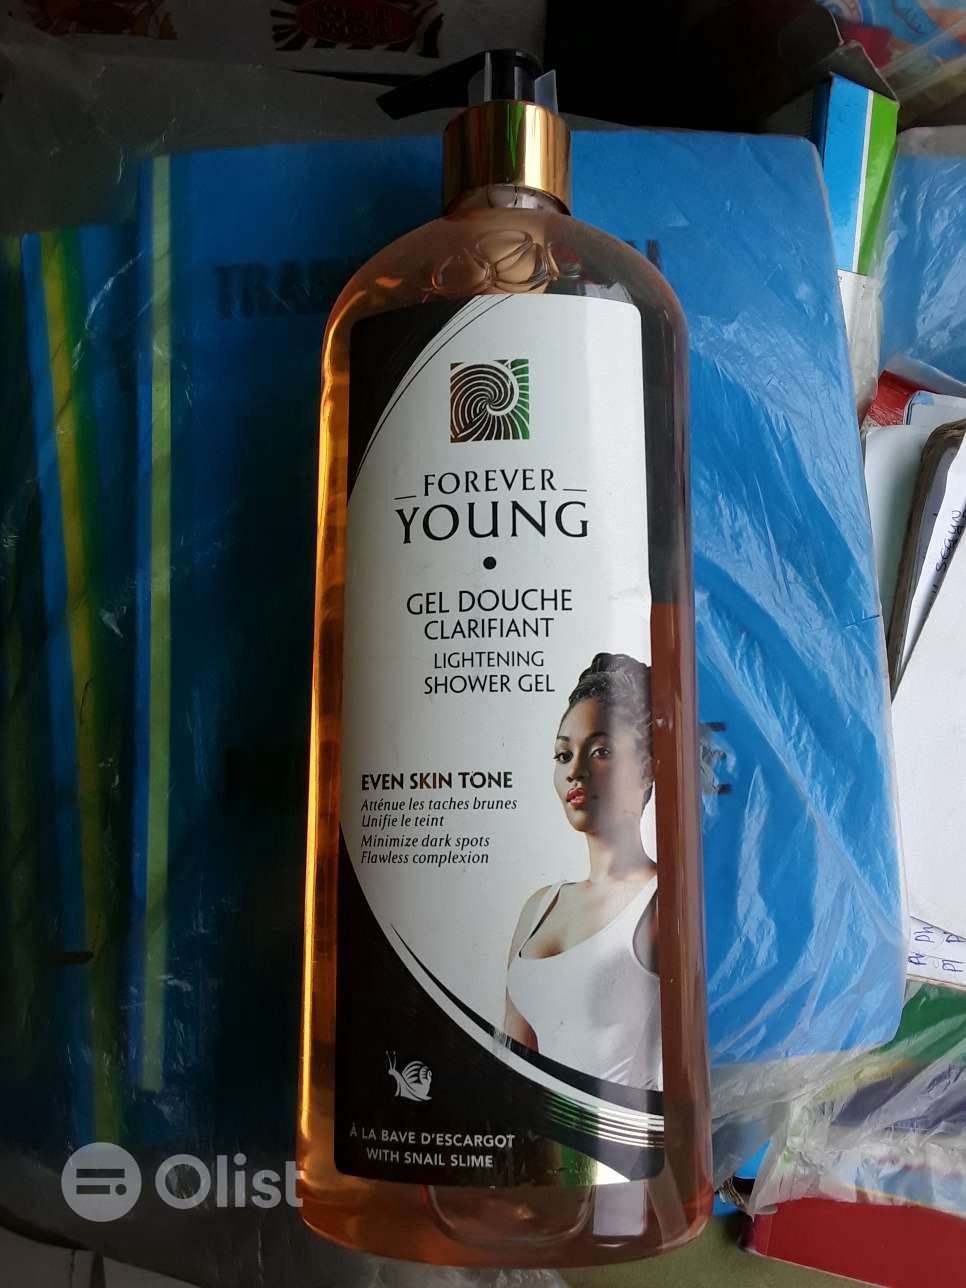 FOREVER
YOUNG
GEL DOUCHE
CLARIFIANT
LIGHTENING
SHOWER GEL
EVEN SKIN TONE
Atténue les taches brunes
Unifie le teint
Minimize dark spots
Flawless complexion
À LA BAVE D'ESCARGOT
WITH SNAIL SLIME
Olist